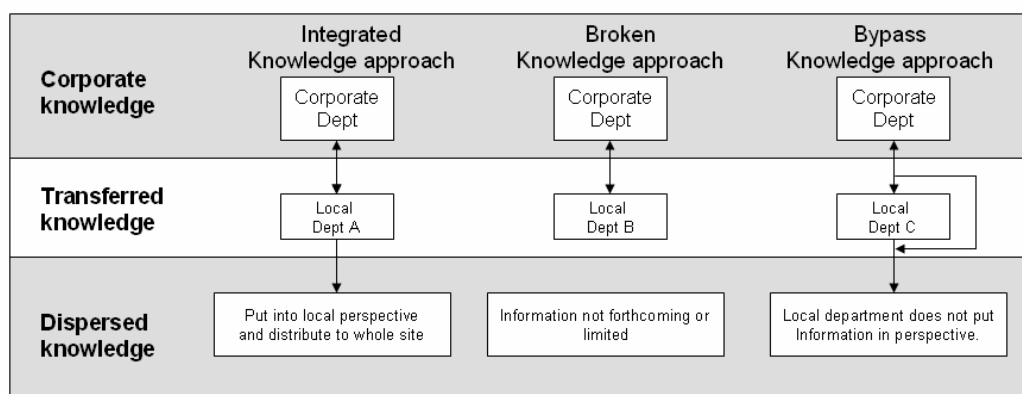 Integrated
Knowledge approach
Broken
Knowledge approach
Bypass
Knowledge approach
Corporate
knowledge
Corporate
Dept
Corporate
Dept
Corporate
Dept
Transferred
knowledge
Local
Dept A
Local
Dept B
Local
Dept C
Dispersed
knowledge
Put into local perspective
and distribute to whole site
Information not forthcoming or
limited
Local department does not put
Information in perspective.